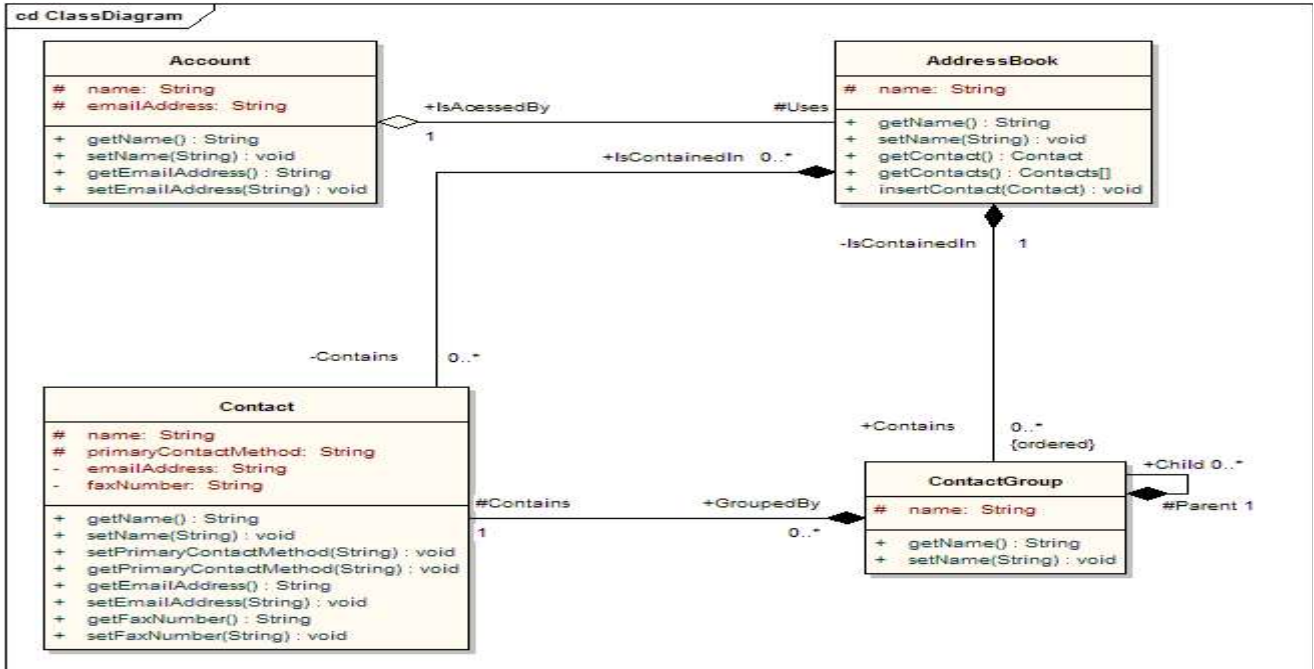 cd ClassDiagram
Account
# name: String
# emailAddress: String
+ getName() : String
+ setName(String) : void
+ getEmailAddress() : String
+ setEmailAddress(String) : void
+IsAcessedBy
1
#Uses
AddressBook
# name: String
+ getName() : String
+ setName(String) : void
+ getContact() : Contact
+ getContacts() : Contacts[]
+ insertContact(Contacts) : void
+IsContainedIn 0..*
-IsContainedIn 1
-Contains 0..*
Contact
# name: String
# primaryContactMethod: String
- emailAddress: String
- faxNumber: String
+ getName() : String
+ setName(String) : void
+ setPrimaryContactMethod(String) : void
+ getPrimaryContactMethod(String) : void
+ getEmailAddress() : String
+ setEmailAddress(String) : void
+ getFaxNumber() : String
+ setFaxNumber(String) : void
#Contains
1
+GroupedBy
0..*
+Contains 0..*
{ordered}
+Child 0..*
#Parent 1
ContactGroup
# name: String
+ getName() : String
+ setName(String) : void